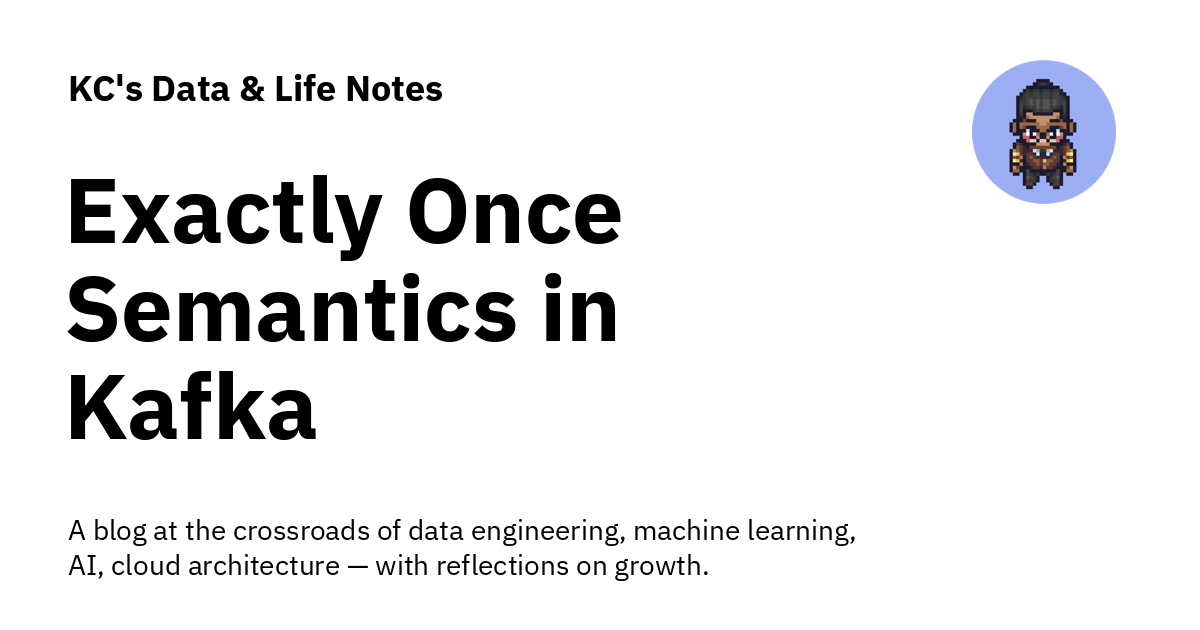 KC's Data & Life Notes
Exactly Once
Semantics in
Kafka
A blog at the crossroads of data engineering, machine learning,
AI, cloud architecture — with reflections on growth.